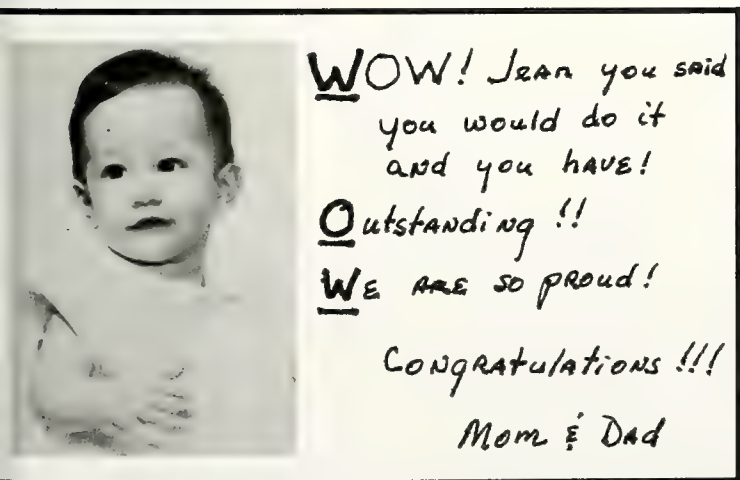 WOW! Jean you said
you would do it
and you have!
Outstanding!!
We are so proud!
Congratulations!!!
Mom & Dad